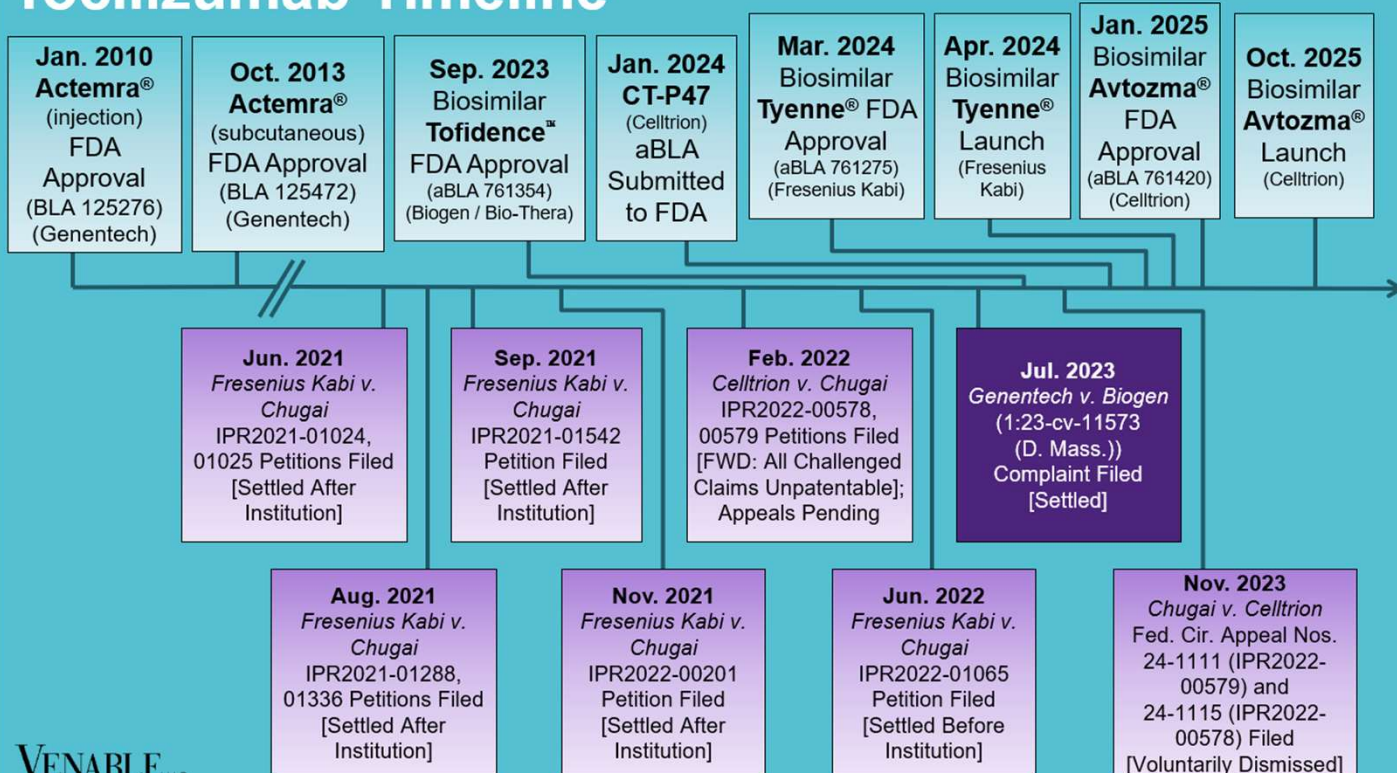 Tocilizumab Timeline
Jan. 2010
Actemra®
(injection)
FDA
Approval
(BLA 125276)
(Genentech)
Oct. 2013
Actemra®
(subcutaneous)
FDA Approval
(BLA 125472)
(Genentech)
Sep. 2023
Biosimilar
Tofidence™
FDA Approval
(aBLA 761354)
(Biogen / Bio-Thera)
Jan. 2024
CT-P47
(Celltrion)
aBLA
Submitted
to FDA
Mar. 2024
Biosimilar
Tyenne® FDA
Approval
(aBLA 761275)
(Fresenius Kabi)
Apr. 2024
Biosimilar
Tyenne®
Launch
(Fresenius
Kabi)
Jan. 2025
Biosimilar
Avtozma®
FDA
Approval
(aBLA 761420)
(Celltrion)
Oct. 2025
Biosimilar
Avtozma®
Launch
(Celltrion)
Jun. 2021
Fresenius Kabi v.
Chugai
IPR2021-01024,
01025 Petitions Filed
[Settled After
Institution]
Sep. 2021
Fresenius Kabi v.
Chugai
IPR2021-01542
Petition Filed
[Settled After
Institution]
Feb. 2022
Celltrion v. Chugai
IPR2022-00578,
00579 Petitions Filed
[FWD: All Challenged
Claims Unpatentable];
Appeals Pending
Jul. 2023
Genentech v. Biogen
(1:23-cv-11573
(D. Mass.))
Complaint Filed
[Settled]
Aug. 2021
Fresenius Kabi v.
Chugai
IPR2021-01288,
01336 Petitions Filed
[Settled After
Institution]
Nov. 2021
Fresenius Kabi v.
Chugai
IPR2022-00201
Petition Filed
[Settled After
Institution]
Jun. 2022
Fresenius Kabi v.
Chugai
IPR2022-01065
Petition Filed
[Settled Before
Institution]
Nov. 2023
Chugai v. Celltrion
Fed. Cir. Appeal Nos.
24-1111 (IPR2022-
00579) and
24-1115 (IPR2022-
00578) Filed
[Voluntarily Dismissed]
VENABLE